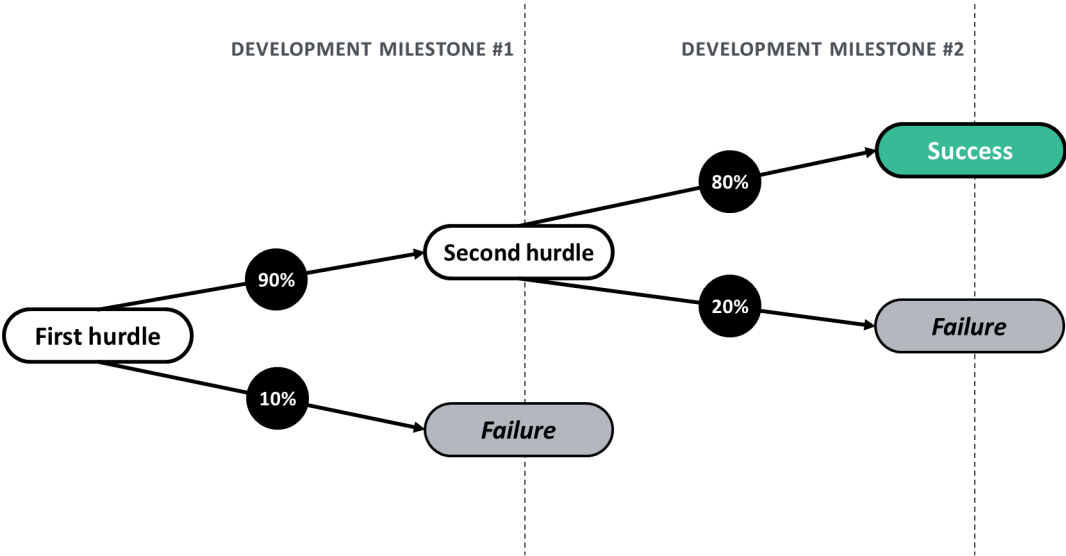 DEVELOPMENT MILESTONE #1
DEVELOPMENT MILESTONE #2
Success
80%
Second hurdle
90%
20%
First hurdle
Failure
10%
Failure